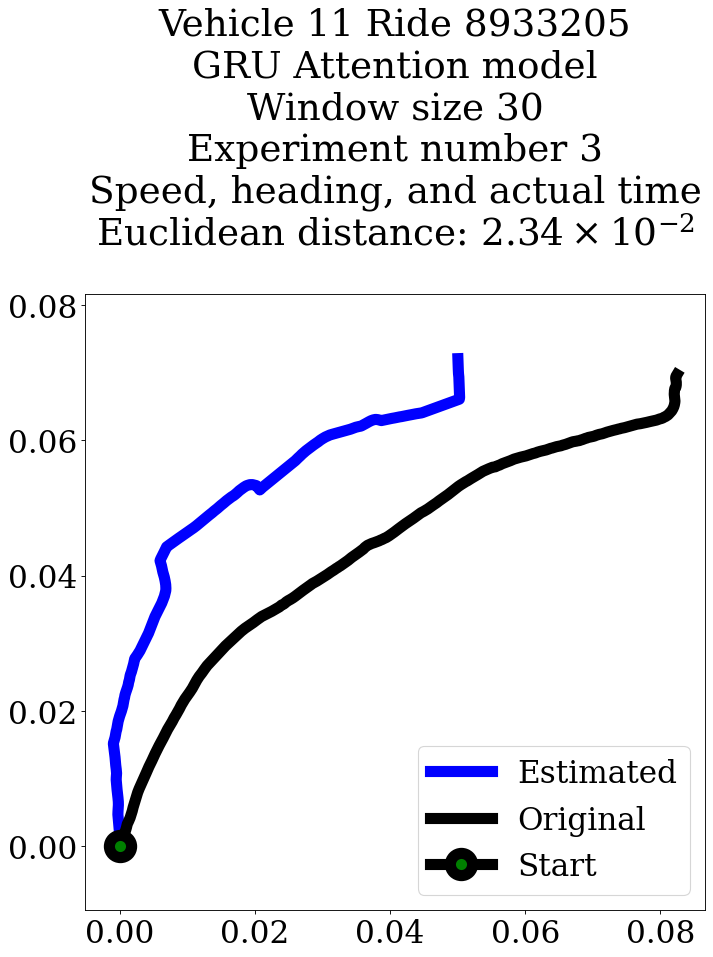 Vehicle 11 Ride 8933205
GRU Attention model
Window size 30
Experiment number 3
Speed, heading, and actual time
Euclidean distance: 2.34 × 10⁻²
0.08
0.06
0.04
0.02
0.00
Estimated
Original
Start
0.00 0.02 0.04 0.06 0.08